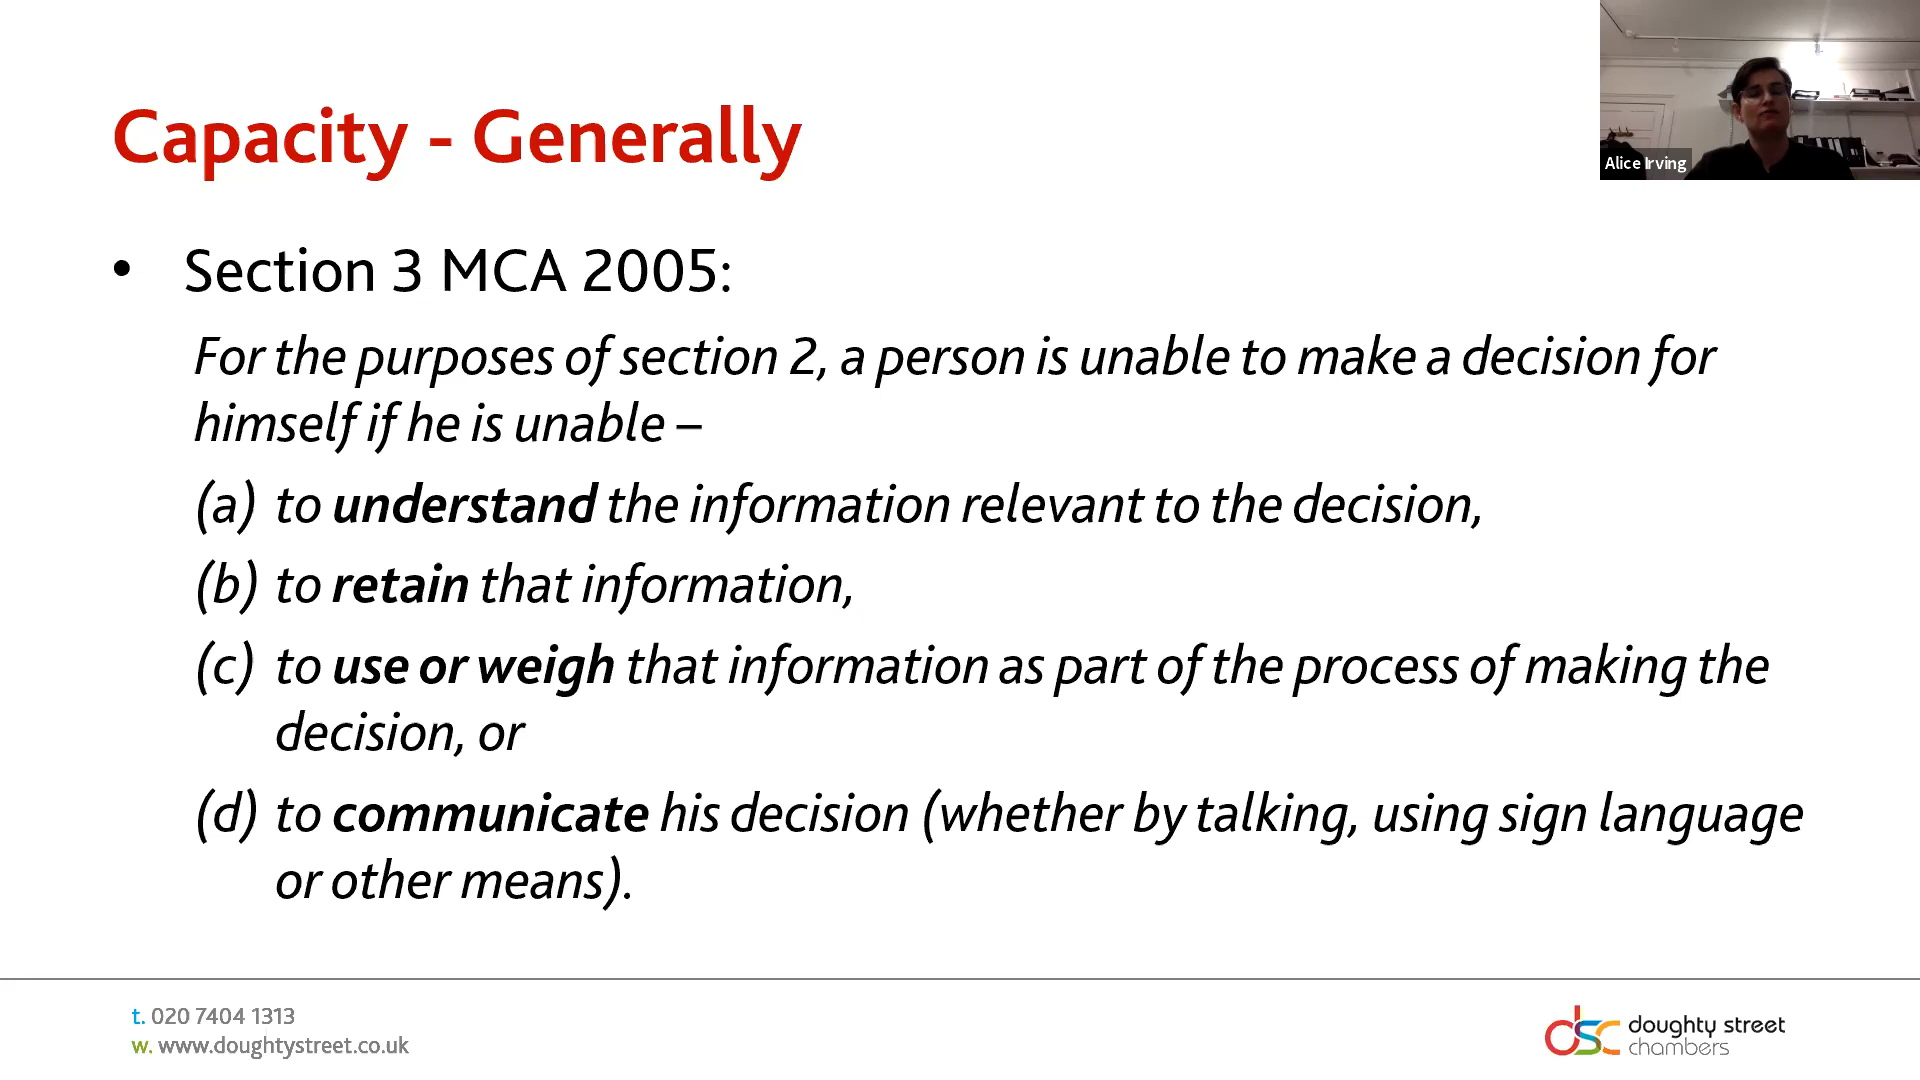 Capacity - Generally
Alice Irving
• Section 3 MCA 2005:
For the purposes of section 2, a person is unable to make a decision for
himself if he is unable –
(a) to understand the information relevant to the decision,
(b) to retain that information,
(c) to use or weigh that information as part of the process of making the
decision, or
(d) to communicate his decision (whether by talking, using sign language
or other means).
t. 020 7404 1313
w. www.doughtystreet.co.uk
dsc doughty street
chambers